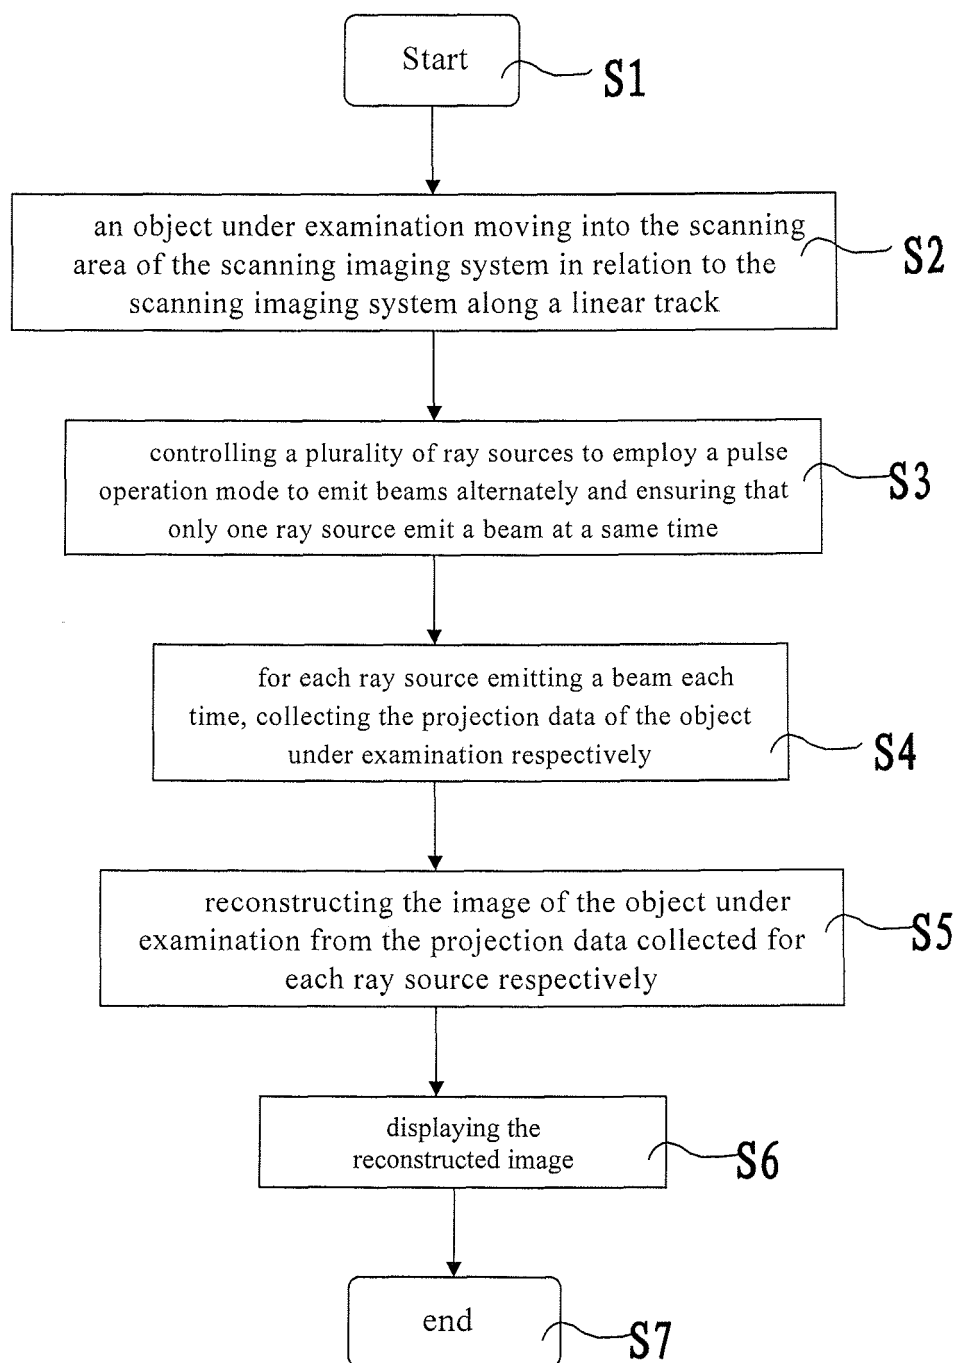 Start
S1
an object under examination moving into the scanning
area of the scanning imaging system in relation to the
scanning imaging system along a linear track
S2
controlling a plurality of ray sources to employ a pulse
operation mode to emit beams alternately and ensuring that
only one ray source emit a beam at a same time
S3
for each ray source emitting a beam each
time, collecting the projection data of the object
under examination respectively
S4
reconstructing the image of the object under
examination from the projection data collected for
each ray source respectively
S5
displaying the
reconstructed image
S6
end
S7